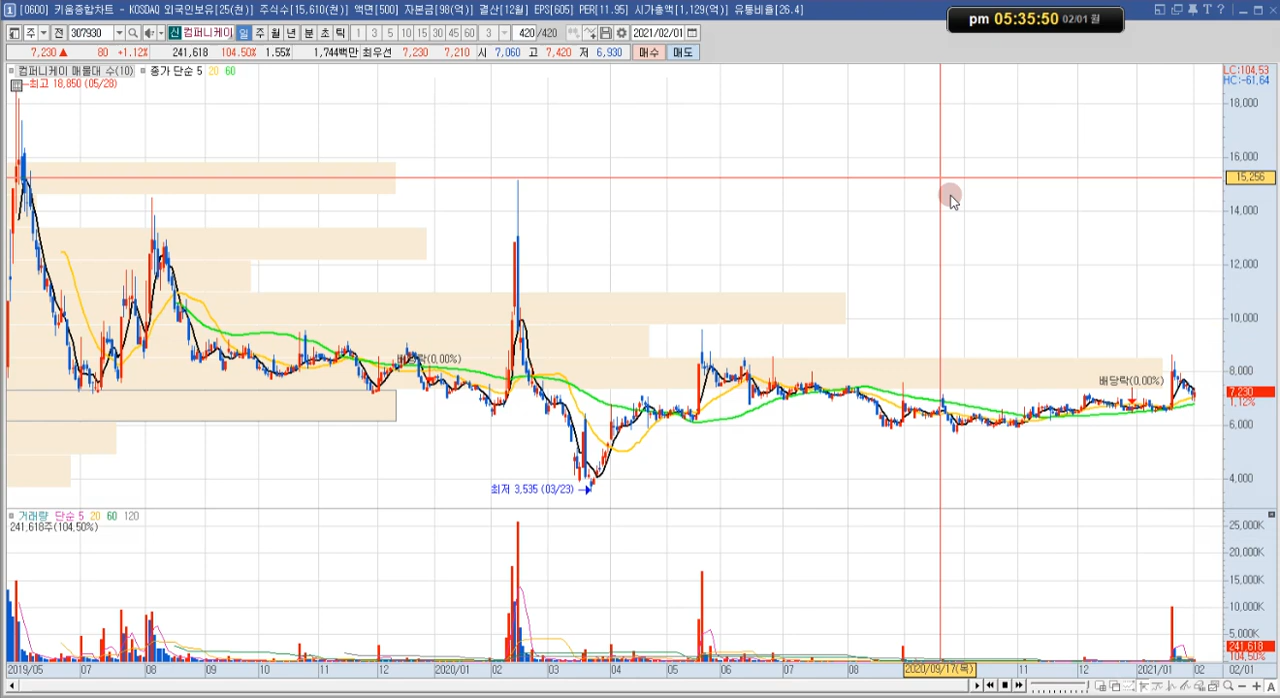 [0600] 키움종합차트 - KOSDAQ 외국인보유[25(천)] 주식수[15,610(천)] 액면[500] 자본금[98(억)] 결산[12월] EPS[605] PER[11.95] 시가총액[1,129(억)] 유통비율[26.4]
pm 05:35:50 02/01 월
주 전 307930 신 컴퍼니케이 일 주 월 년 분 초 틱 1 3 5 10 15 30 45 60 3 420 /420 2021/02/01
7,230 ▲ 80 +1.12% 241,618 104.50% 1.55% 1,744백만 최우선 7,230 7,210 시 7,060 고 7,420 저 6,930 매수 매도
컴퍼니케이 매물대 수(10) 종가 단순 5 20 60
LC:104,53
HC:-61,64
최고 18,850 (05/28)
18,000
16,000
15,256
14,000
12,000
10,000
배당락(0,00%)
8,000
배당락(0,00%)
7,230
1,12%
6,000
4,000
최저 3,535 (03/23)
거래량 단순 5 20 60 120
241,618주(104,50%)
25,000K
20,000K
15,000K
10,000K
5,000K
241,618
104,50%
2019/05 07 08 09 10 11 12 2020/01 02 03 04 05 06 07 08 2020/09/17(목) 11 12 2021/01 02 02/01